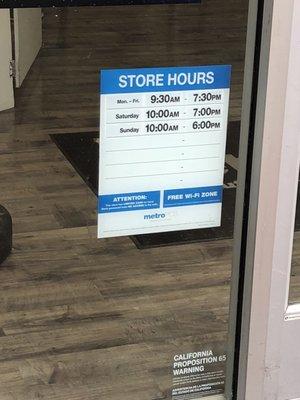 STORE HOURS
Mon. - Fri. 9:30AM - 7:30PM
Saturday 10:00AM - 7:00PM
Sunday 10:00AM - 6:00PM
ATTENTION: FREE WI-FI ZONE
metro
CALIFORNIA
PROPOSITION 65
WARNING